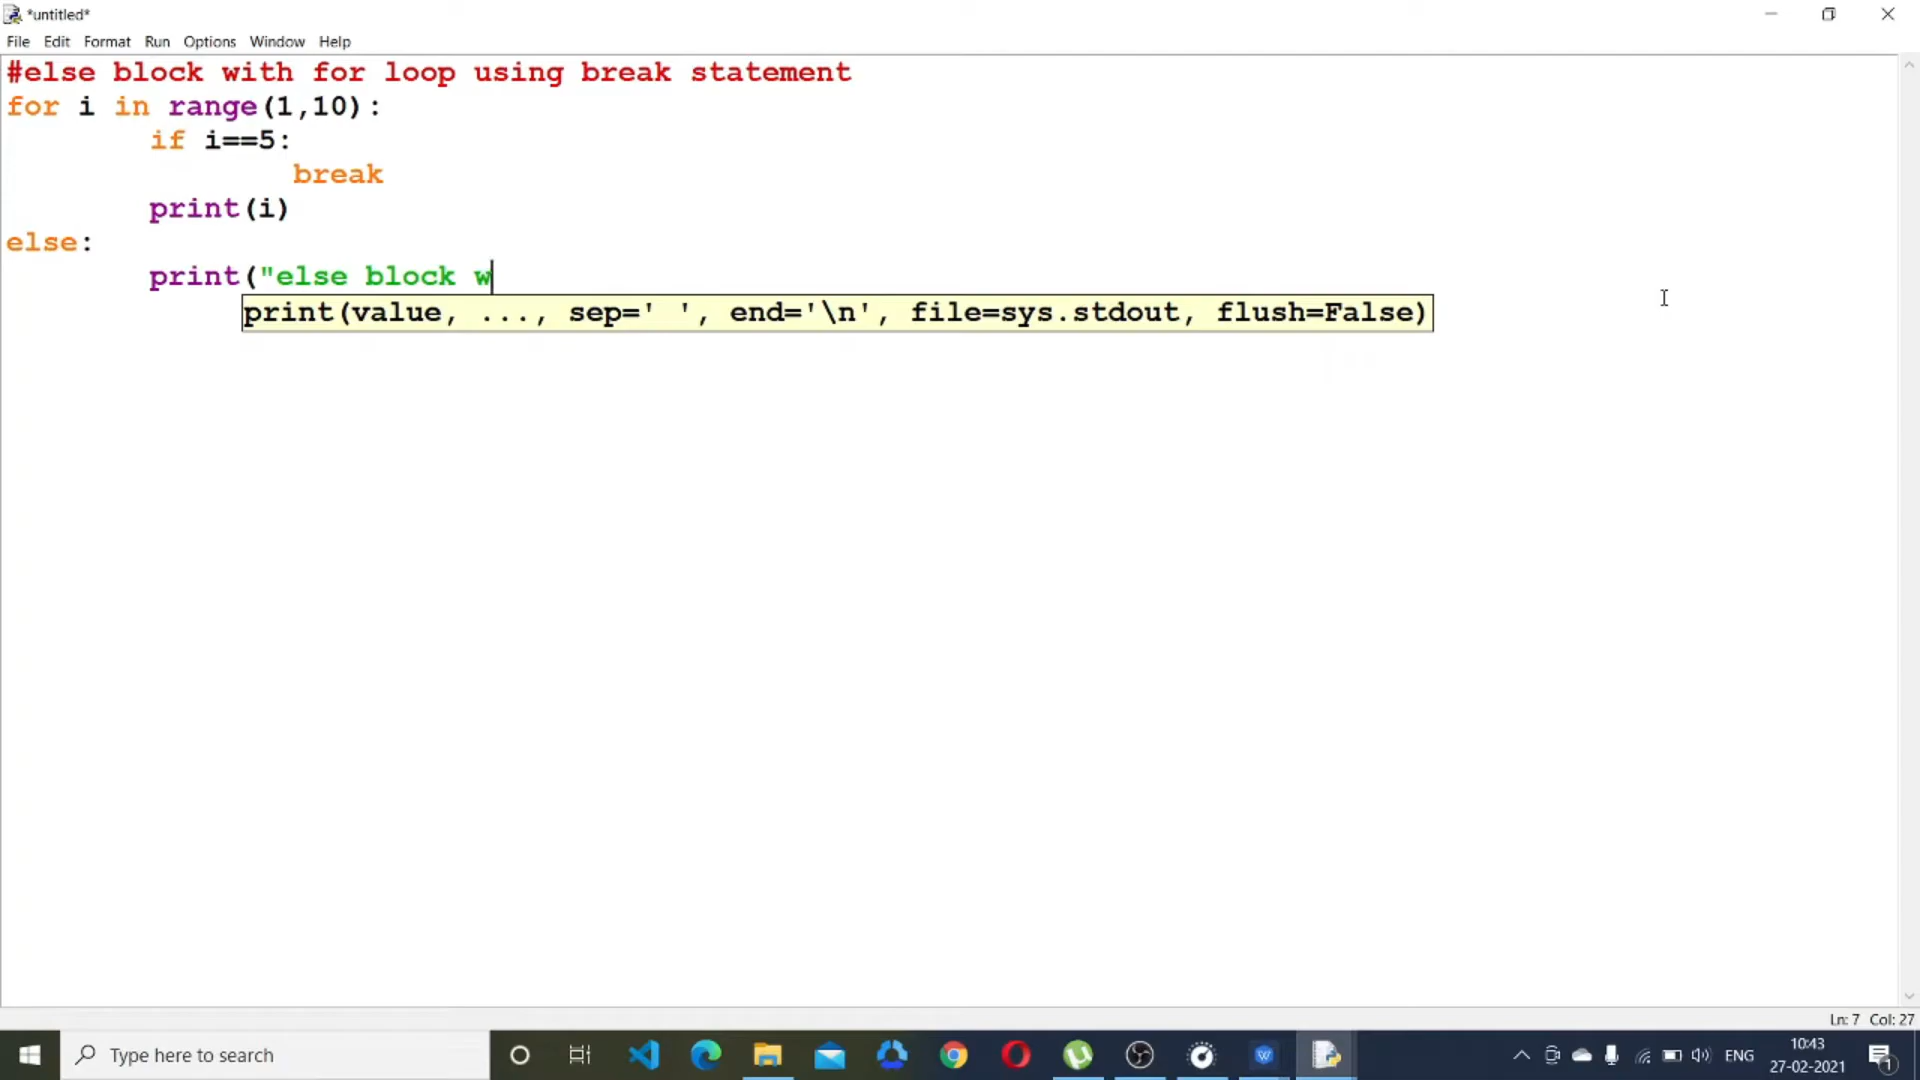 *untitled*
File Edit Format Run Options Window Help
#else block with for loop using break statement
for i in range(1,10):
if i==5:
break
print(i)
else:
print("else block w
print(value, ..., sep=' ', end='\n', file=sys.stdout, flush=False)
Ln: 7 Col: 27
Type here to search
ENG
10:43
27-02-2021
1